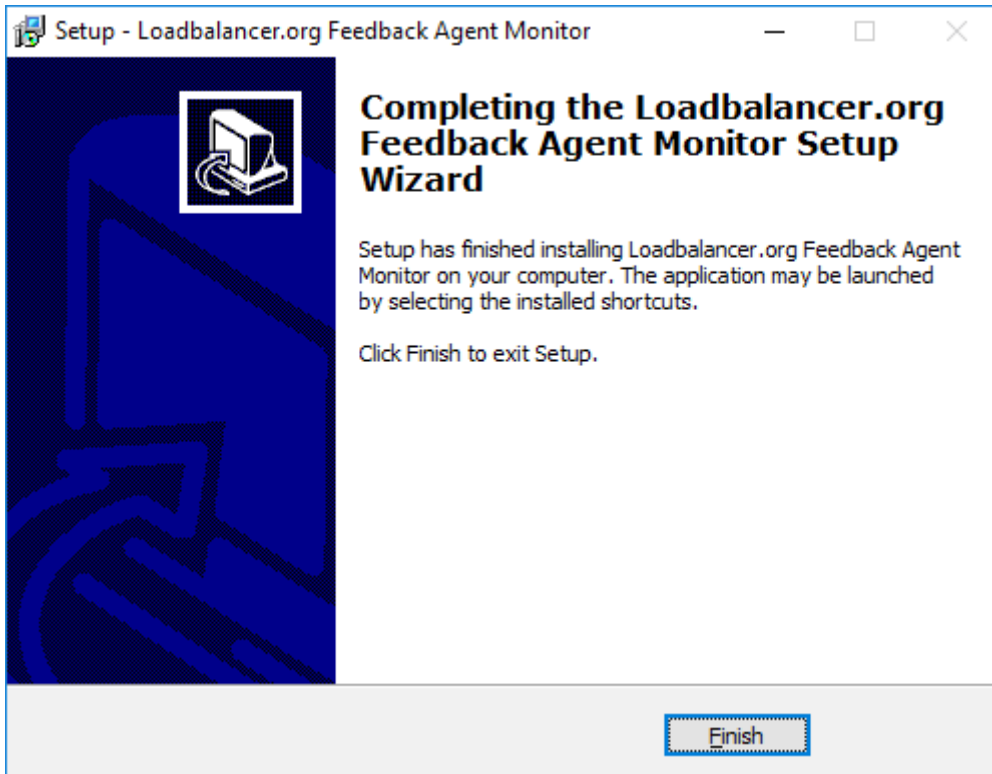 Setup - Loadbalancer.org Feedback Agent Monitor
Completing the Loadbalancer.org
Feedback Agent Monitor Setup
Wizard
Setup has finished installing Loadbalancer.org Feedback Agent
Monitor on your computer. The application may be launched
by selecting the installed shortcuts.
Click Finish to exit Setup.
Finish